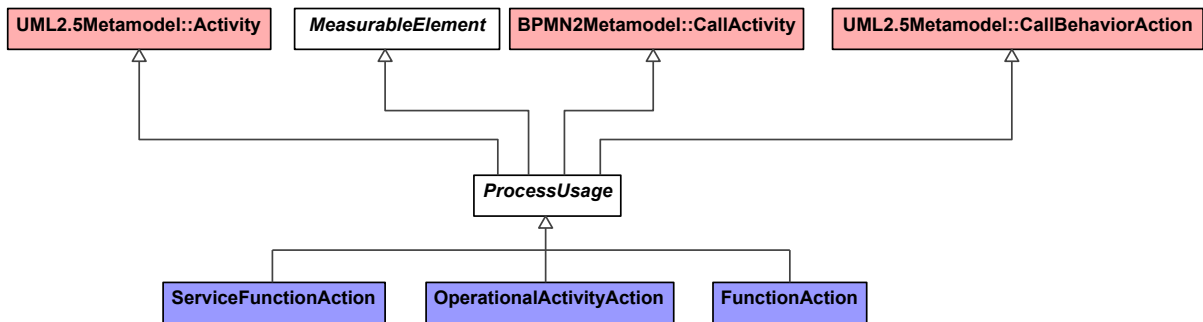 UML2.5Metamodel::Activity
MeasurableElement
BPMN2Metamodel::CallActivity
UML2.5Metamodel::CallBehaviorAction
ProcessUsage
ServiceFunctionAction
OperationalActivityAction
FunctionAction